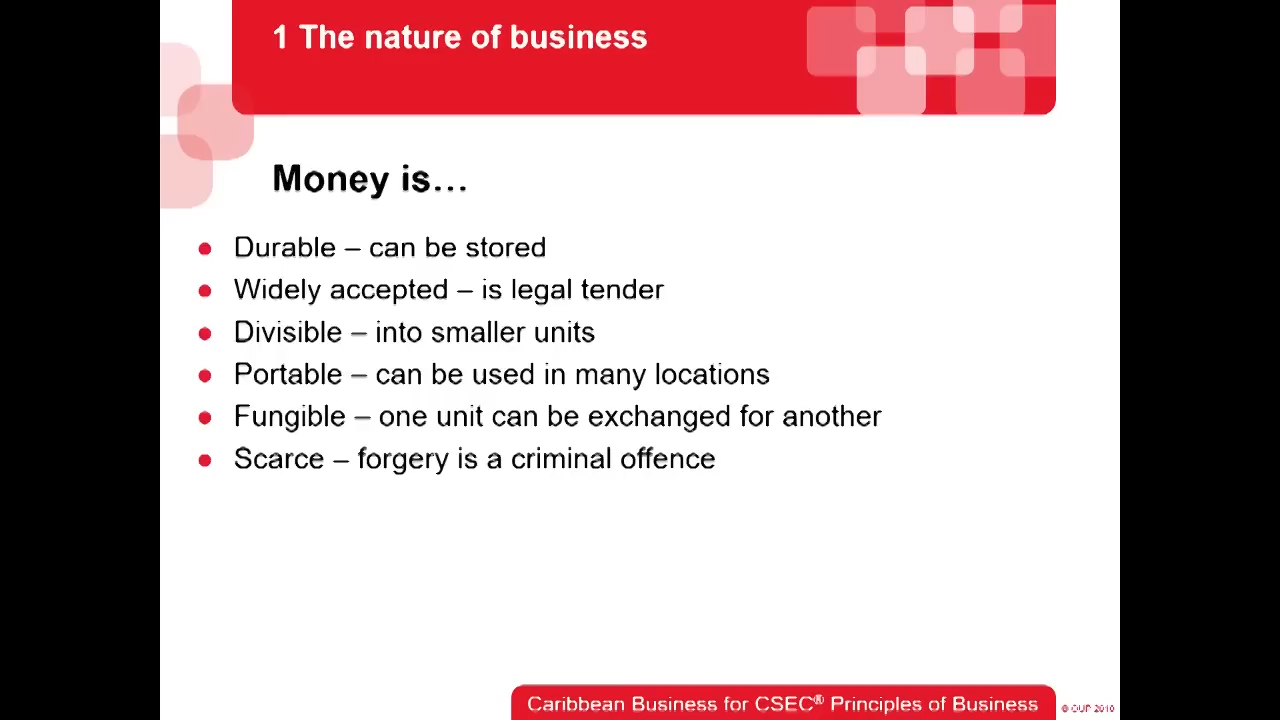 1 The nature of business
Money is…
● Durable – can be stored
● Widely accepted – is legal tender
● Divisible – into smaller units
● Portable – can be used in many locations
● Fungible – one unit can be exchanged for another
● Scarce – forgery is a criminal offence
Caribbean Business for CSEC® Principles of Business
© OUP 2010